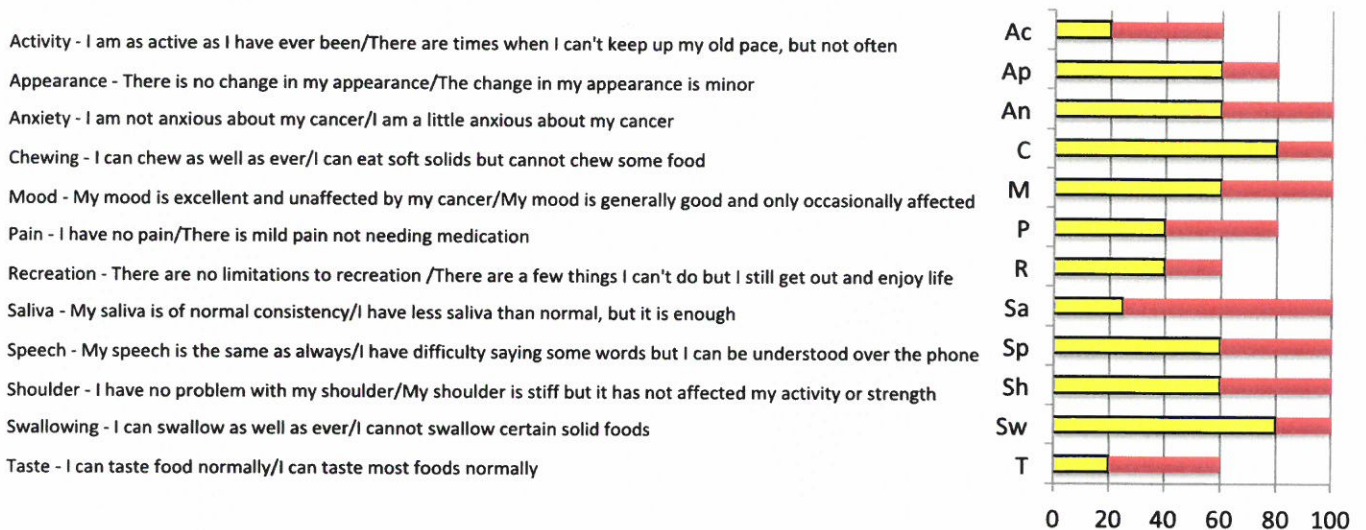 Activity - I am as active as I have ever been/There are times when I can't keep up my old pace, but not often
Appearance - There is no change in my appearance/The change in my appearance is minor
Anxiety - I am not anxious about my cancer/I am a little anxious about my cancer
Chewing - I can chew as well as ever/I can eat soft solids but cannot chew some food
Mood - My mood is excellent and unaffected by my cancer/My mood is generally good and only occasionally affected
Pain - I have no pain/There is mild pain not needing medication
Recreation - There are no limitations to recreation /There are a few things I can't do but I still get out and enjoy life
Saliva - My saliva is of normal consistency/I have less saliva than normal, but it is enough
Speech - My speech is the same as always/I have difficulty saying some words but I can be understood over the phone
Shoulder - I have no problem with my shoulder/My shoulder is stiff but it has not affected my activity or strength
Swallowing - I can swallow as well as ever/I cannot swallow certain solid foods
Taste - I can taste food normally/I can taste most foods normally
Ac
Ap
An
C
M
P
R
Sa
Sp
Sh
Sw
T
0 20 40 60 80 100